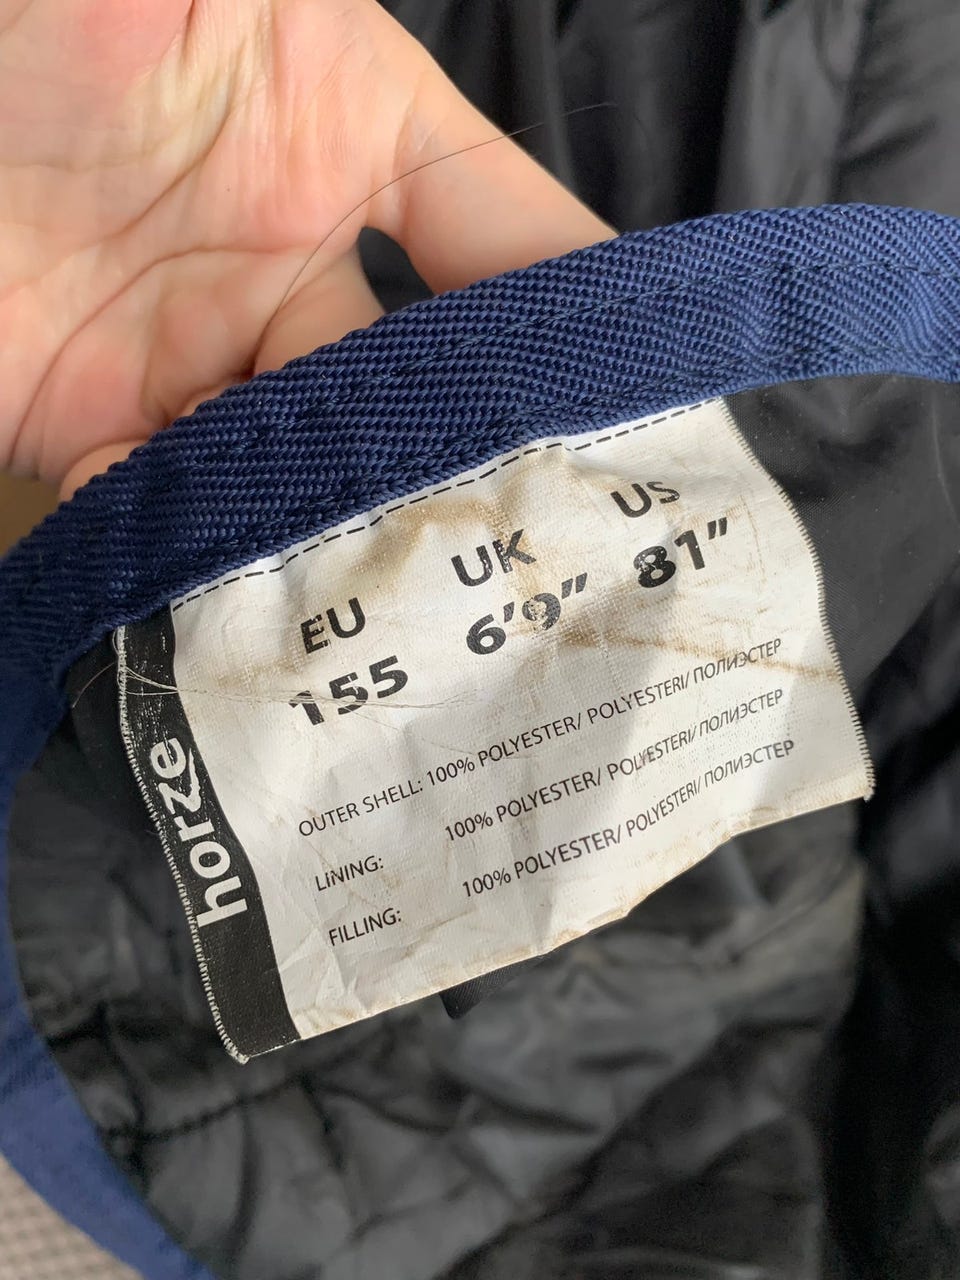 EU UK US
155 6'9" 81"
OUTER SHELL: 100% POLYESTER/ POLYESTERI/ ПОЛИЭСТЕР
LINING: 100% POLYESTER/ POLYESTERI/ ПОЛИЭСТЕР
FILLING: 100% POLYESTER/ POLYESTERI/ ПОЛИЭСТЕР
horze